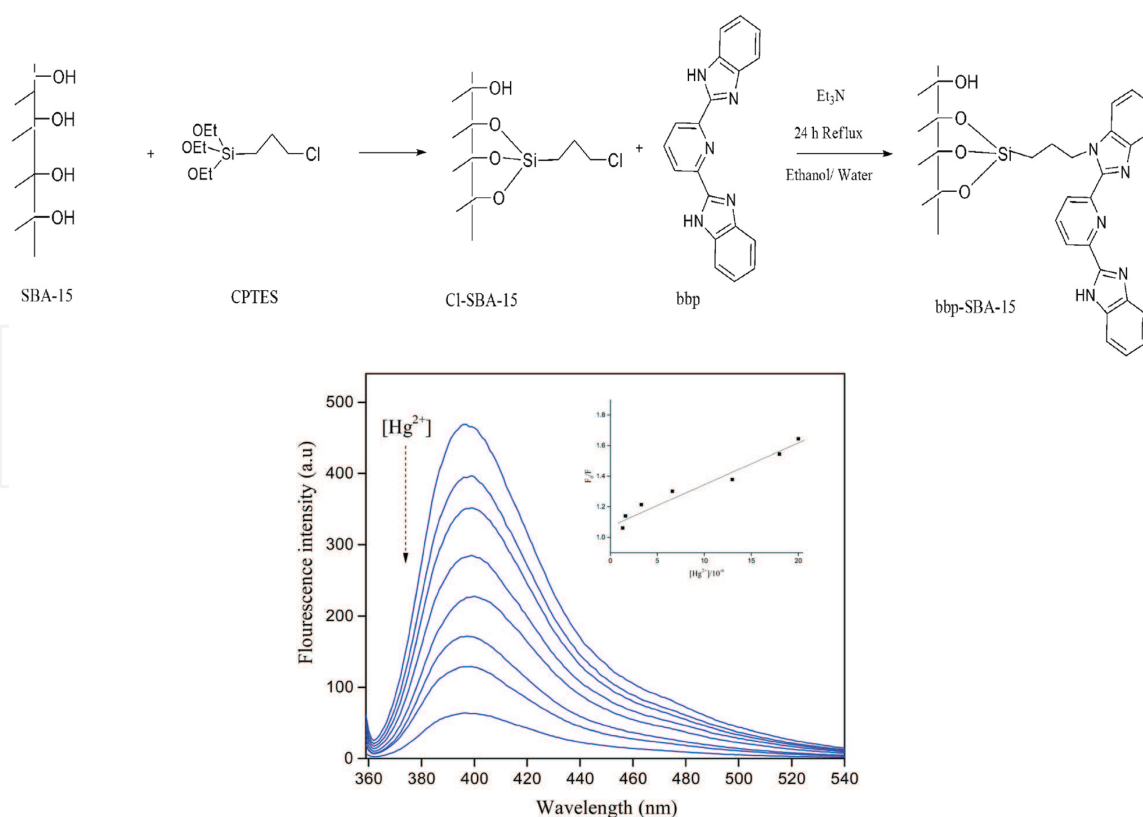 OH
OH
OH
OH
SBA-15
+
OEt
OEt
OEt
Si
Cl
CPTES
OH
O
O
O
Si
Cl
Cl-SBA-15
+
HN
N
N
N
HN
bbp
Et₃N
24 h Reflux
Ethanol/ Water
OH
O
O
O
Si
N
N
N
N
HN
bbp-SBA-15
[Hg²⁺]
Flourescence intensity (a.u)
500
400
300
200
100
0
360 380 400 420 440 460 480 500 520 540
Wavelength (nm)
F₀/F
1.8
1.6
1.4
1.2
1.0
0 5 10 15 20